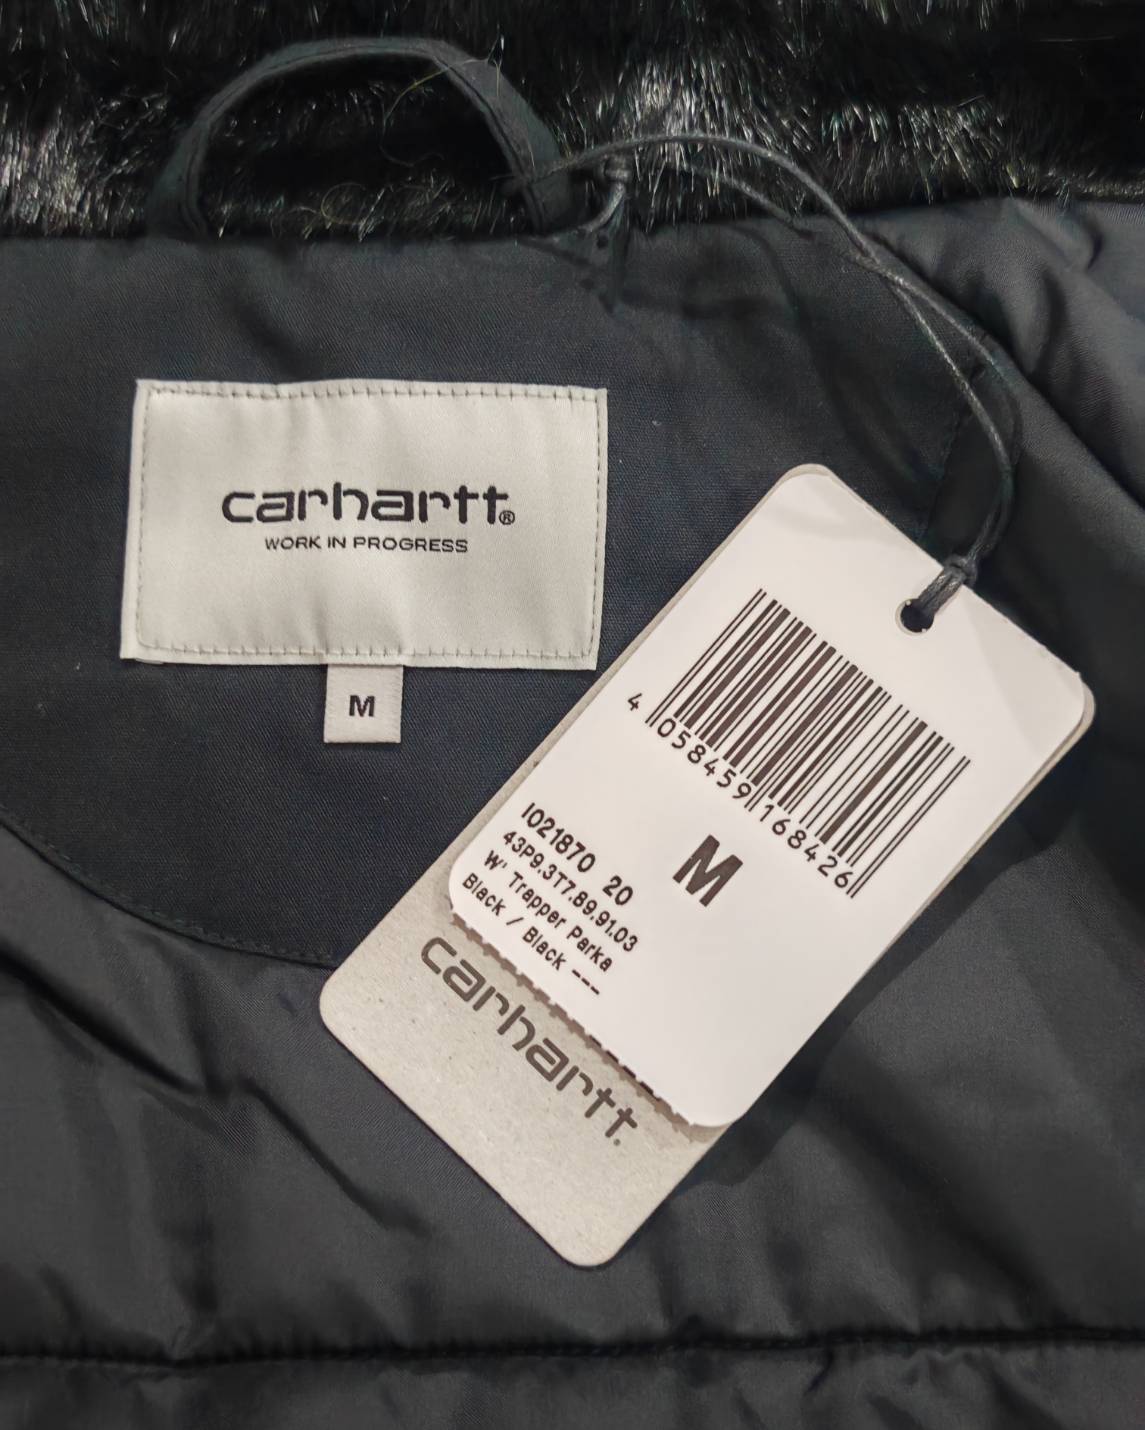 carhartt®
WORK IN PROGRESS
M
4 058459 168426
M
I021870 20
43P9.3T7.89.91.03
W' Trapper Parka
Black / Black ---
carhartt.